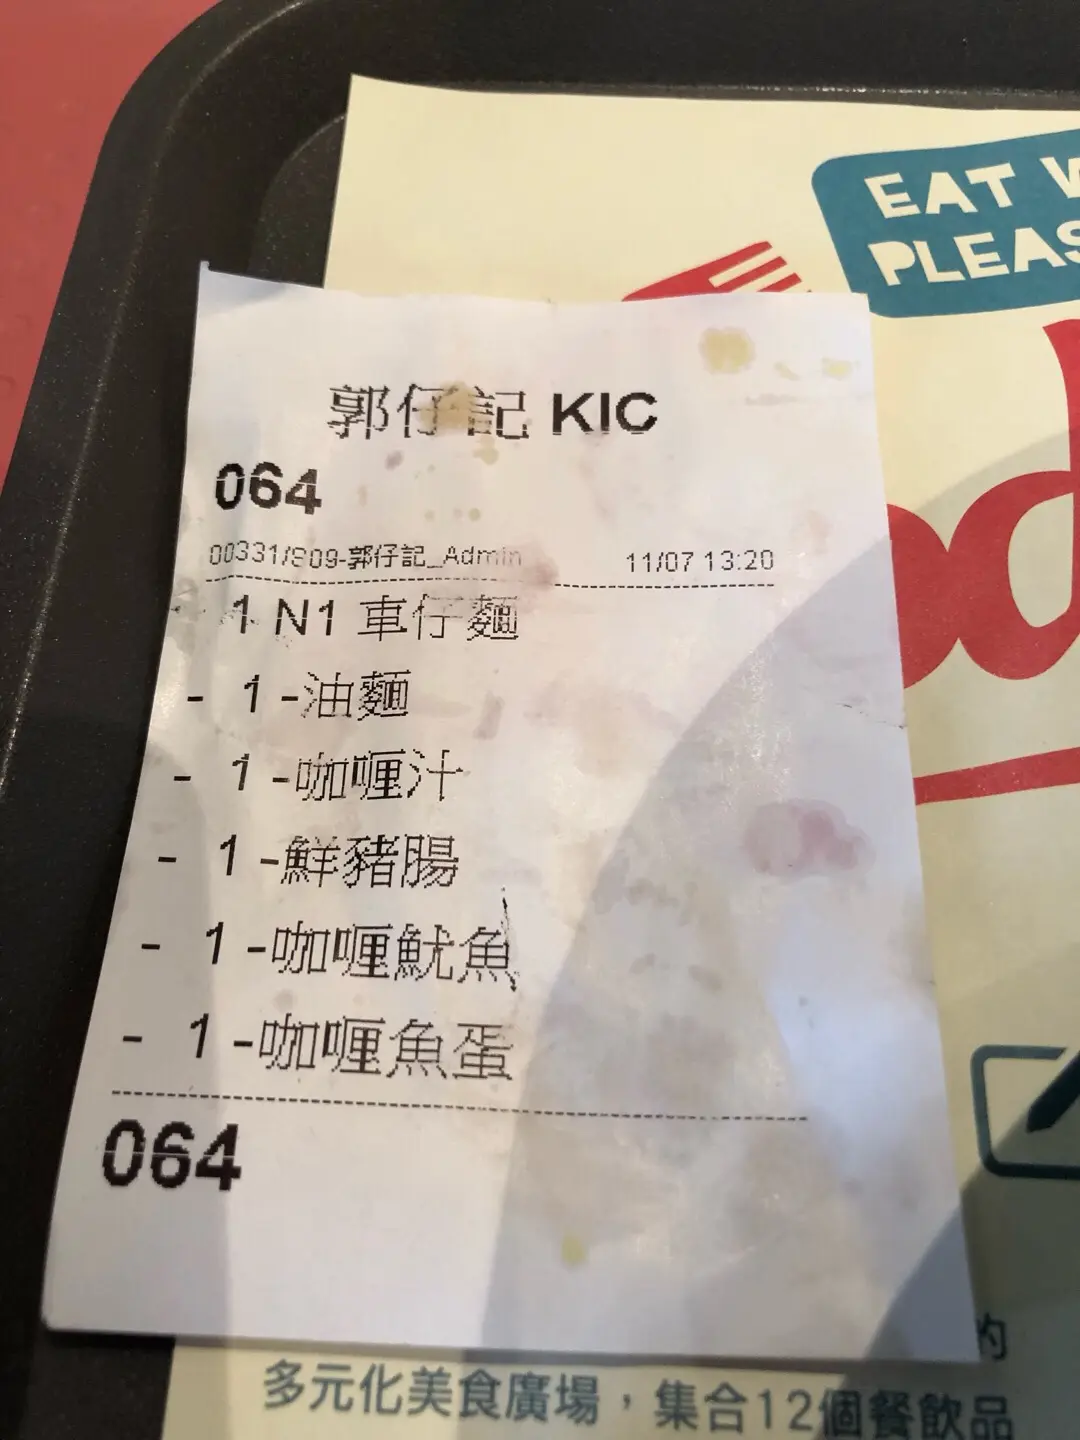 EAT
PLEAS
郭仔記 KIC
064
00331/S09-郭仔記_Admin 11/07 13:20
1 N1 車仔麵
- 1 -油麵
- 1 -咖喱汁
- 1 -鮮豬腸
- 1 -咖喱魷魚
- 1 -咖喱魚蛋
064
的
多元化美食廣場，集合12個餐飲品